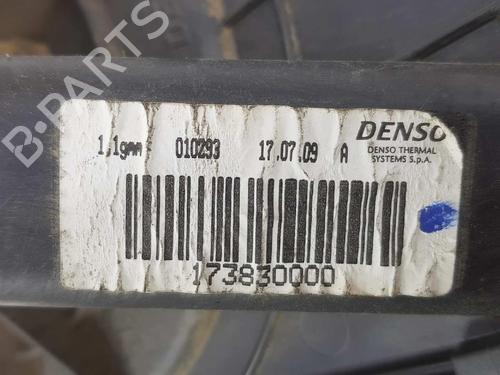 B-PARTS
1.1gmm 010293 17.07.09 A
DENSO
DENSO THERMAL
SYSTEMS S.p.A.
173830000